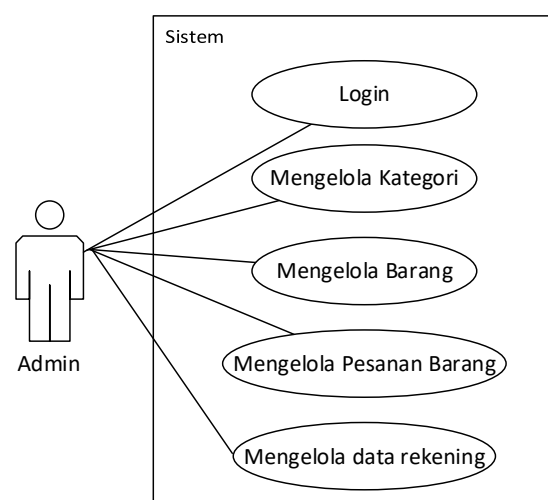 Sistem
Login
Mengelola Kategori
Mengelola Barang
Mengelola Pesanan Barang
Admin
Mengelola data rekening